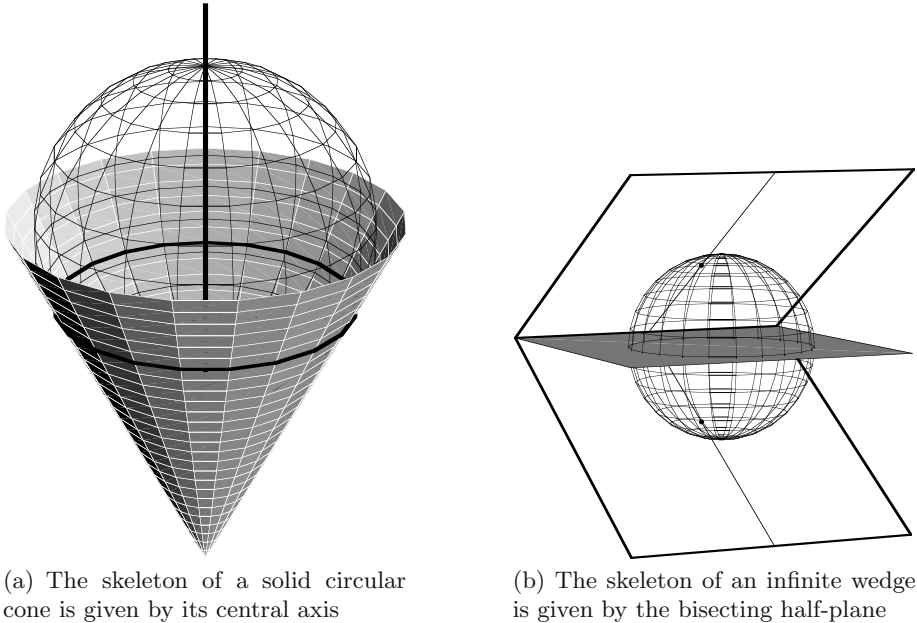 (a) The skeleton of a solid circular
cone is given by its central axis
(b) The skeleton of an infinite wedge
is given by the bisecting half-plane